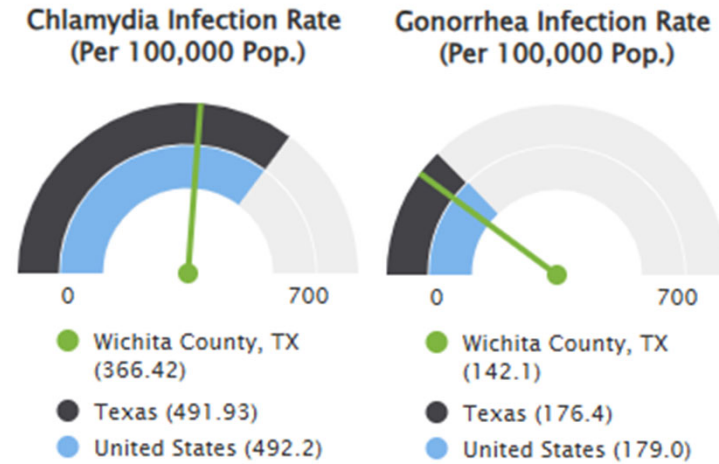 Chlamydia Infection Rate
(Per 100,000 Pop.)
0
700
Wichita County, TX
(366.42)
Texas (491.93)
United States (492.2)
Gonorrhea Infection Rate
(Per 100,000 Pop.)
0
700
Wichita County, TX
(142.1)
Texas (176.4)
United States (179.0)